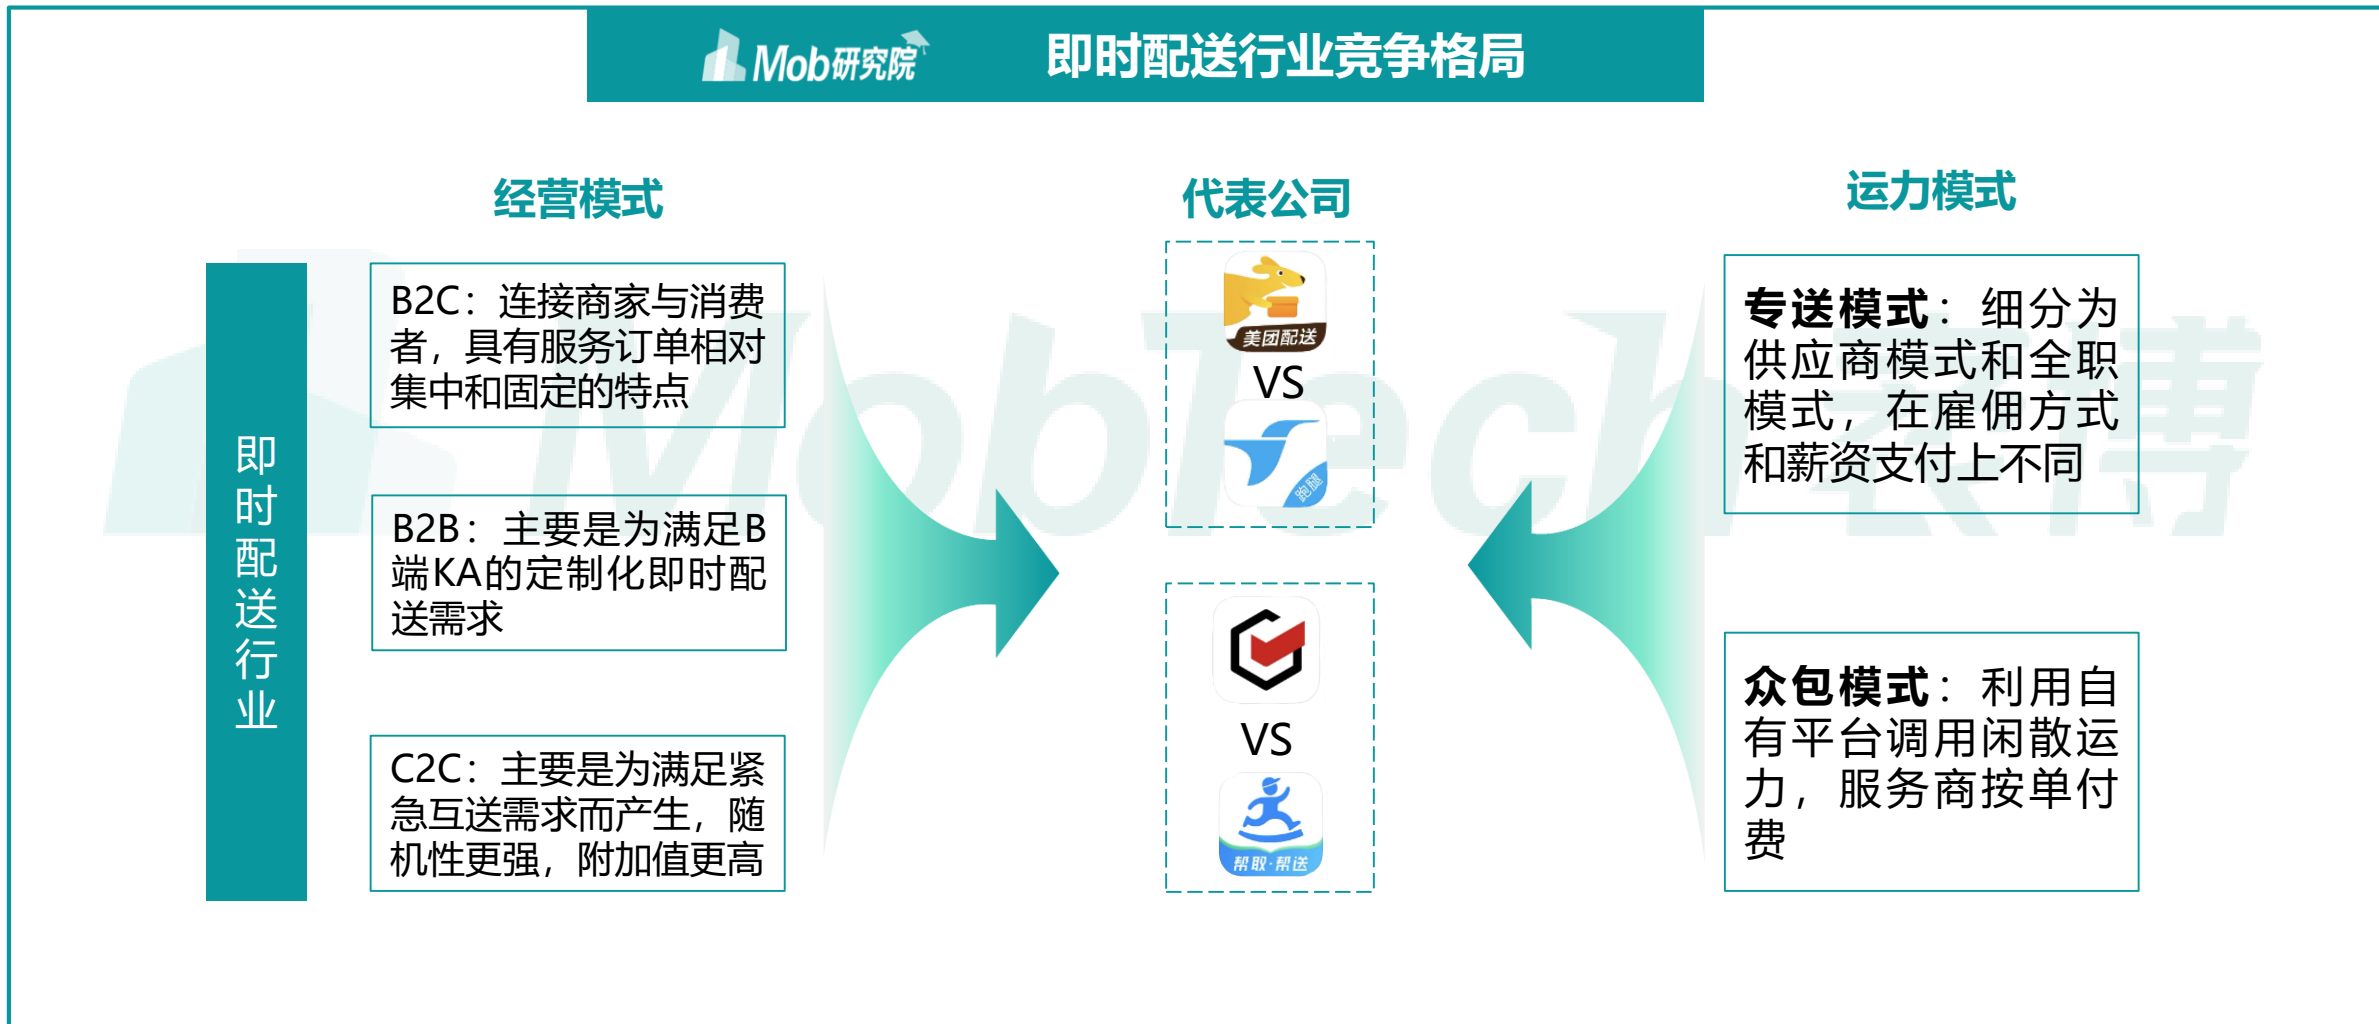 Mob研究院
即时配送行业竞争格局
经营模式
代表公司
运力模式
即时配送行业
B2C：连接商家与消费
者，具有服务订单相对
集中和固定的特点
B2B：主要是为满足B
端KA的定制化即时配
送需求
C2C：主要是为满足紧
急互送需求而产生，随
机性更强，附加值更高
美团配送
VS
跑腿
VS
帮取·帮送
专送模式：细分为
供应商模式和全职
模式，在雇佣方式
和薪资支付上不同
众包模式：利用自
有平台调用闲散运
力，服务商按单付
费
MobTech 袤博